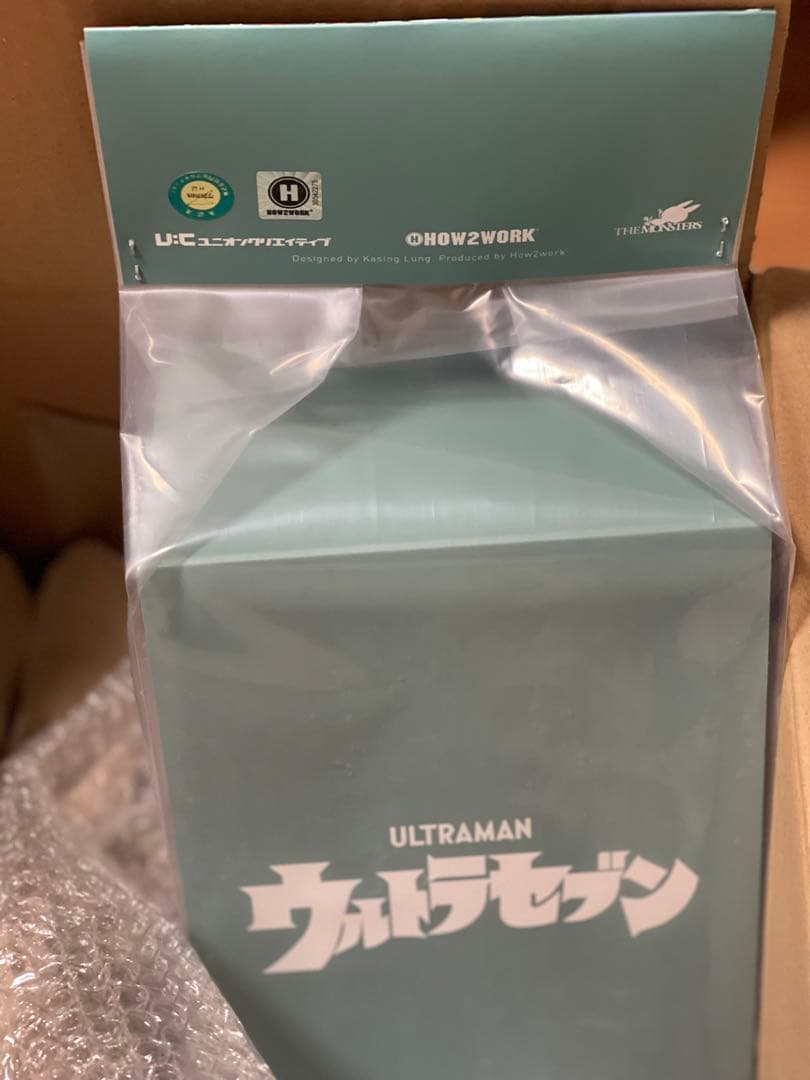 H
HOW2WORK
3004227S
U:C ユニオンクリエイティブ
H HOW2WORK
THE MONSTERS
Designed by Kasing Lung. Produced by How2work
ULTRAMAN
ウルトラセブン